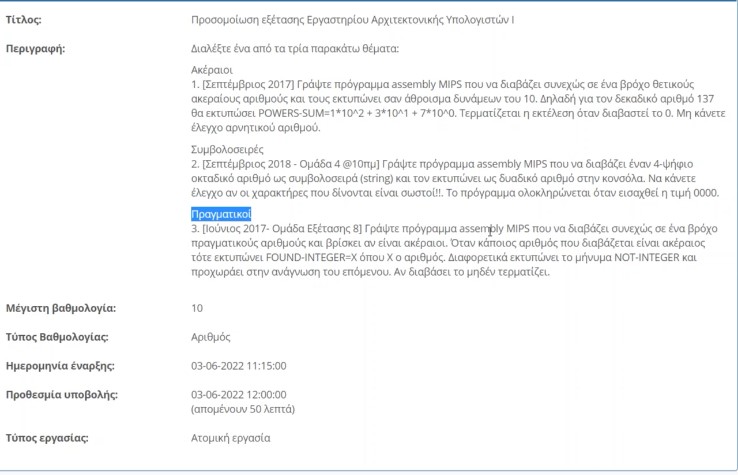 Τίτλος: Προσομοίωση εξέτασης Εργαστηρίου Αρχιτεκτονικής Υπολογιστών Ι
Περιγραφή: Διαλέξτε ένα από τα τρία παρακάτω θέματα:
Ακέραιοι
1. [Σεπτέμβριος 2017] Γράψτε πρόγραμμα assembly MIPS που να διαβάζει συνεχώς σε ένα βρόχο θετικούς
ακεραίους αριθμούς και τους εκτυπώνει σαν άθροισμα δυνάμεων του 10. Δηλαδή για τον δεκαδικό αριθμό 137
θα εκτυπώσει POWERS-SUM=1*10^2 + 3*10^1 + 7*10^0. Τερματίζεται η εκτέλεση όταν διαβαστεί το 0. Μη κάνετε
έλεγχο αρνητικού αριθμού.
Συμβολοσειρές
2. [Σεπτέμβριος 2018 - Ομάδα 4 @10πμ] Γράψτε πρόγραμμα assembly MIPS που να διαβάζει έναν 4-ψήφιο
οκταδικό αριθμό ως συμβολοσειρά (string) και τον εκτυπώνει ως δυαδικό αριθμό στην κονσόλα. Να κάνετε
έλεγχο αν οι χαρακτήρες που δίνονται είναι σωστοί!!. Το πρόγραμμα ολοκληρώνεται όταν εισαχθεί η τιμή 0000.
Πραγματικοί
3. [Ιούνιος 2017- Ομάδα Εξέτασης 8] Γράψτε πρόγραμμα assembly MIPS που να διαβάζει συνεχώς σε ένα βρόχο
πραγματικούς αριθμούς και βρίσκει αν είναι ακέραιοι. Όταν κάποιος αριθμός που διαβάζεται είναι ακέραιος
τότε εκτυπώνει FOUND-INTEGER=X όπου X ο αριθμός. Διαφορετικά εκτυπώνει το μήνυμα NOT-INTEGER και
προχωράει στην ανάγνωση του επόμενου. Αν διαβάσει το μηδέν τερματίζει.
Μέγιστη βαθμολογία: 10
Τύπος Βαθμολογίας: Αριθμός
Ημερομηνία έναρξης: 03-06-2022 11:15:00
Προθεσμία υποβολής: 03-06-2022 12:00:00
(απομένουν 50 λεπτά)
Τύπος εργασίας: Ατομική εργασία